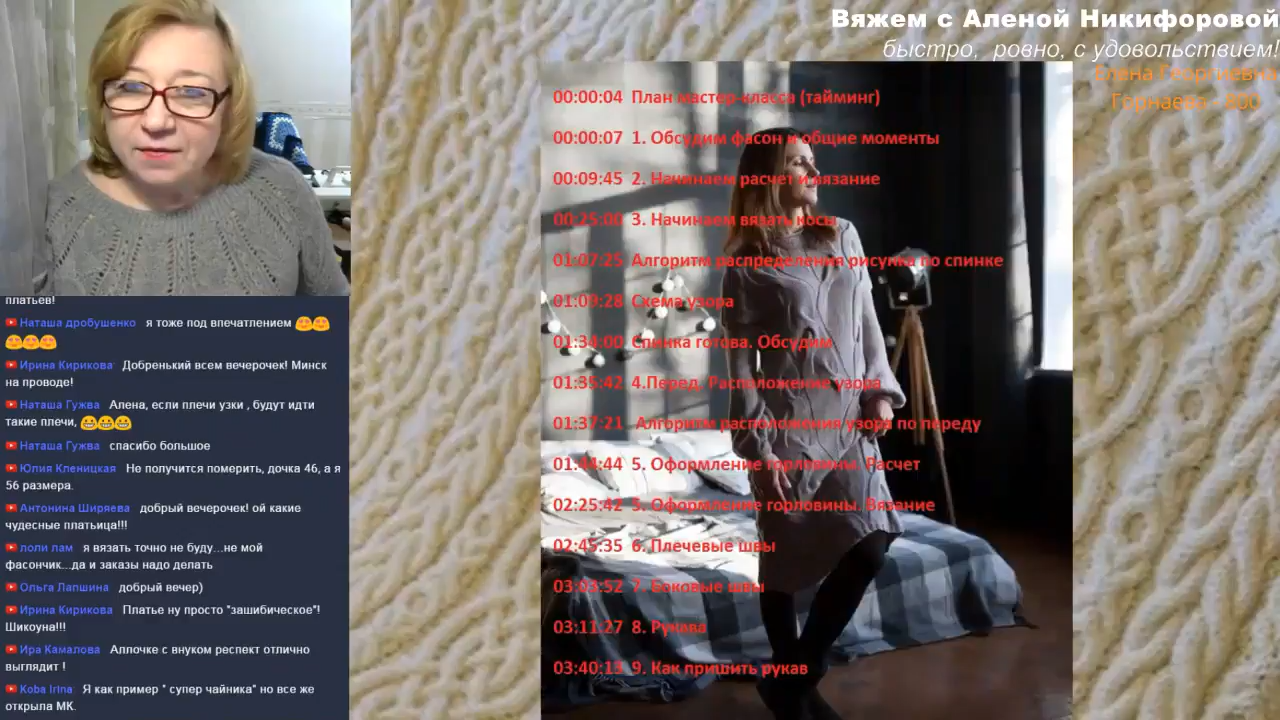 Вяжем с Аленой Никифоровой
быстро, ровно, с удовольствием!
Елена Георгиевна
Горнаева - 800
00:00:04 План мастер-класса (тайминг)
00:00:07 1. Обсудим фасон и общие моменты
00:09:45 2. Начинаем расчет и вязание
00:25:00 3. Начинаем вязать косы
01:07:25 Алгоритм распределения рисунка по спинке
01:09:28 Схема узора
01:34:00 Спинка готова. Обсудим
01:35:42 4.Перед. Расположение узора
01:37:21 Алгоритм расположения узора по переду
01:44:44 5. Оформление горловины. Расчет
02:25:42 5. Оформление горловины. Вязание
02:45:35 6. Плечевые швы
03:03:52 7. Боковые швы
03:11:27 8. Рукава
03:40:13 9. Как пришить рукав
платьев!
Наташа дробушенко я тоже под впечатлением
Ирина Кирикова Добренький всем вечерочек! Минск
на проводе!
Наташа Гужва Алена, если плечи узки , будут идти
такие плечи,
Наташа Гужва спасибо большое
Юлия Кленицкая Не получится померить, дочка 46, а я
56 размера.
Антонина Ширяева добрый вечерочек! ой какие
чудесные платьица!!!
лоли лам я вязать точно не буду...не мой
фасончик...да и заказы надо делать
Ольга Лапшина добрый вечер)
Ирина Кирикова Платье ну просто "зашибическое"!
Шикоуна!!!
Ира Камалова Аллочке с внуком респект отлично
выглядит !
Koba Irina Я как пример " супер чайника" но все же
открыла МК.